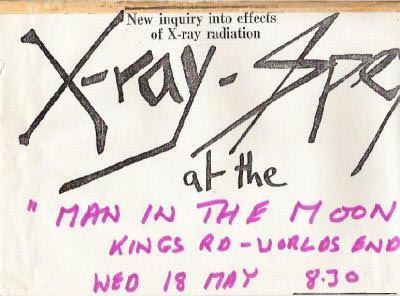 New inquiry into effects
of X-ray radiation
X-ray-Spe
at the
" MAN IN THE MOON
KINGS RD - WORLDS END
WED 18 MAY 8.30